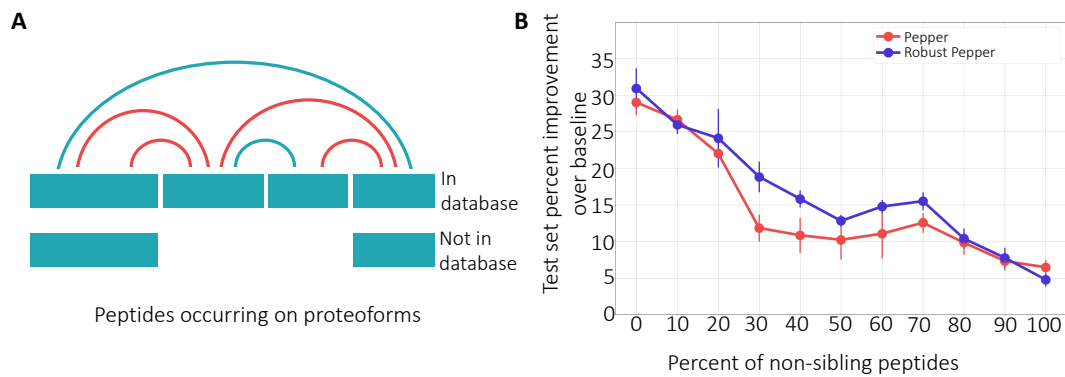 A
In
database
Not in
database
Peptides occurring on proteoforms
B
Pepper
Robust Pepper
Test set percent improvement
over baseline
35
30
25
20
15
10
5
0
0 10 20 30 40 50 60 70 80 90 100
Percent of non-sibling peptides